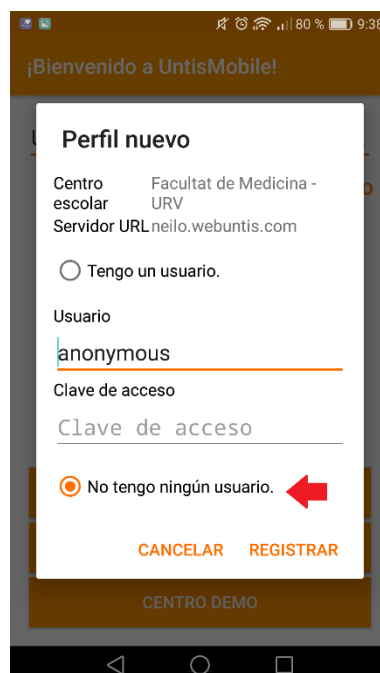 80 % 9:38
¡Bienvenido a UntisMobile!
Perfil nuevo
Centro escolar Facultat de Medicina - URV
Servidor URL neilo.webuntis.com
Tengo un usuario.
Usuario
anonymous
Clave de acceso
Clave de acceso
No tengo ningún usuario.
CANCELAR REGISTRAR
CENTRO DEMO